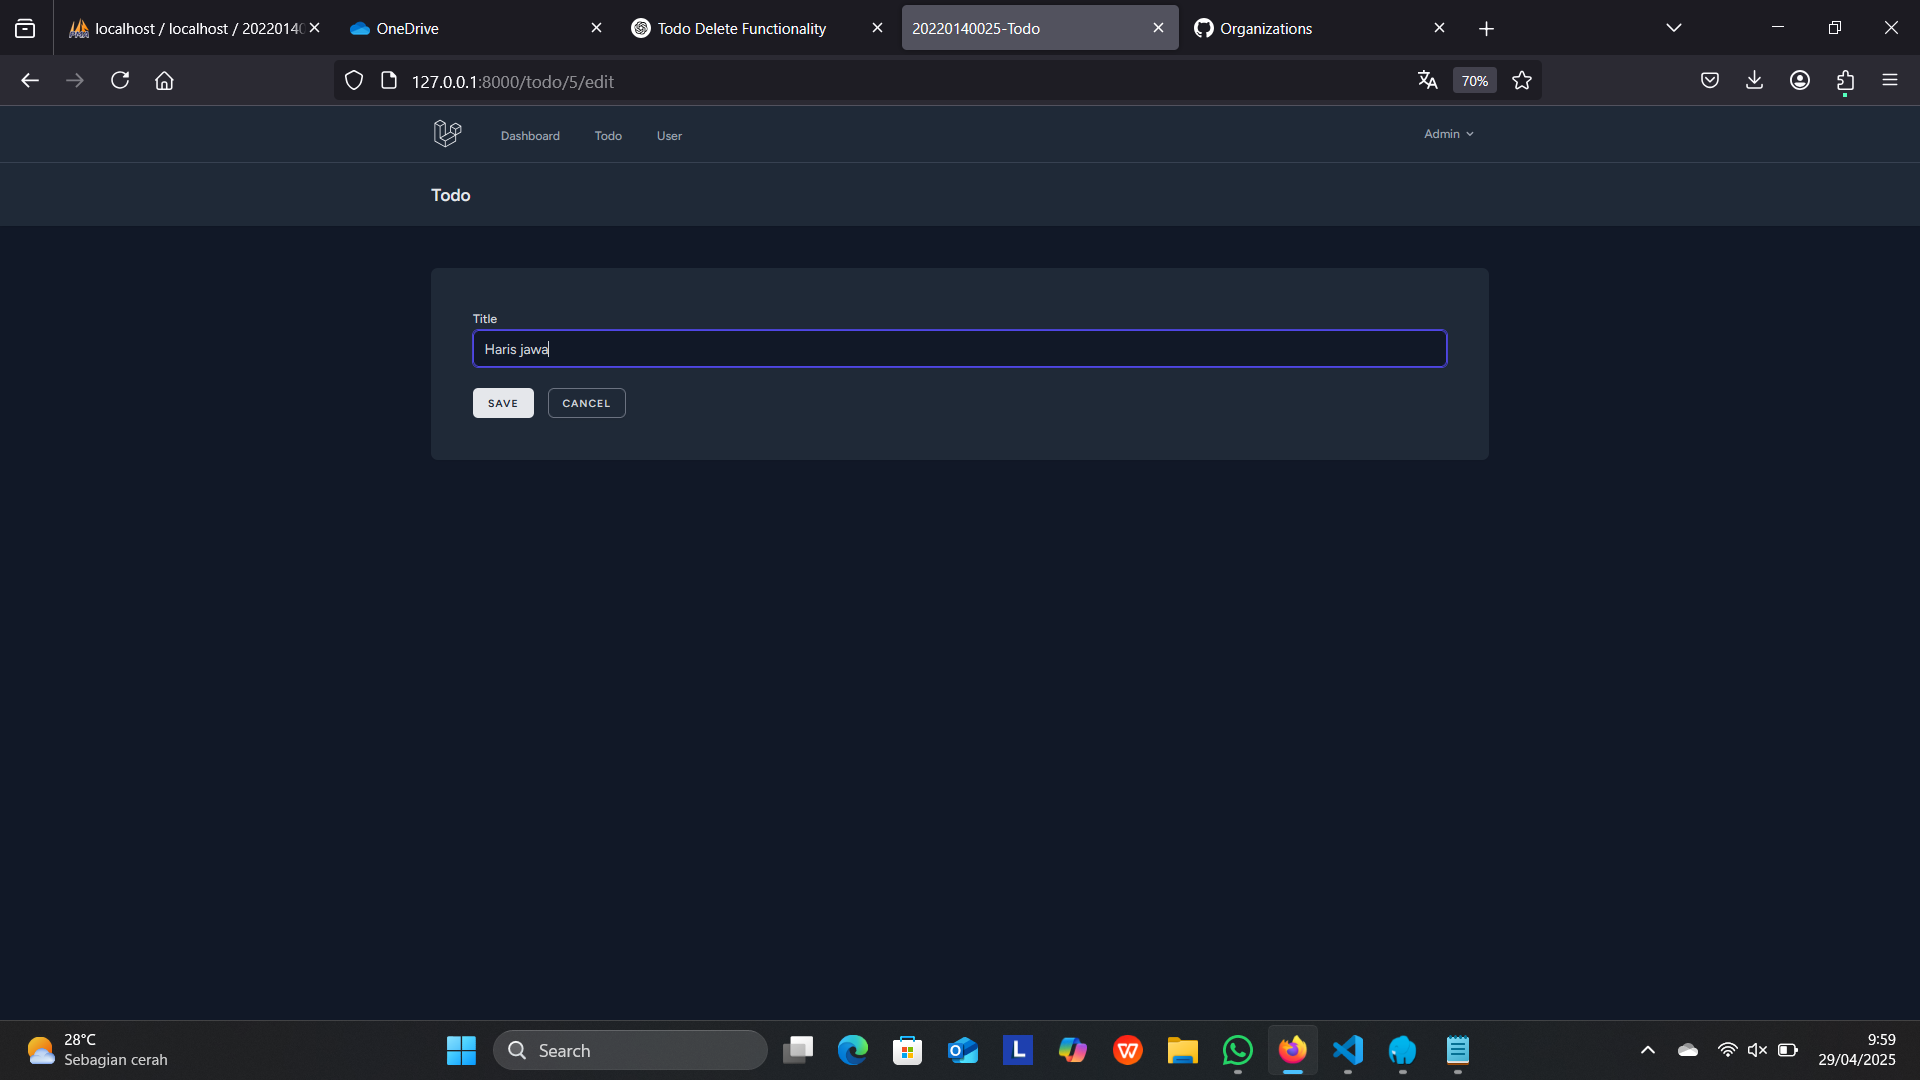 localhost / localhost / 2022014
OneDrive
Todo Delete Functionality
20220140025-Todo
Organizations
127.0.0.1:8000/todo/5/edit
70%
Dashboard
Todo
User
Admin
Todo
Title
Haris jawa
SAVE
CANCEL
28°C
Sebagian cerah
Search
9:59
29/04/2025